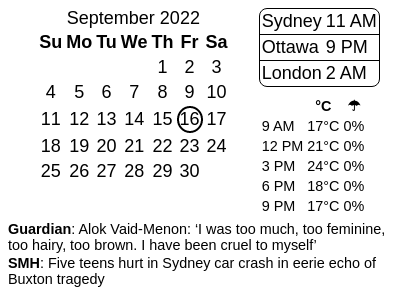 September 2022
Su Mo Tu We Th Fr Sa
1 2 3
4 5 6 7 8 9 10
11 12 13 14 15 16 17
18 19 20 21 22 23 24
25 26 27 28 29 30
Sydney 11 AM
Ottawa 9 PM
London 2 AM
°C ☂
9 AM 17°C 0%
12 PM 21°C 0%
3 PM 24°C 0%
6 PM 18°C 0%
9 PM 17°C 0%
Guardian: Alok Vaid-Menon: ‘I was too much, too feminine,
too hairy, too brown. I have been cruel to myself’
SMH: Five teens hurt in Sydney car crash in eerie echo of
Buxton tragedy